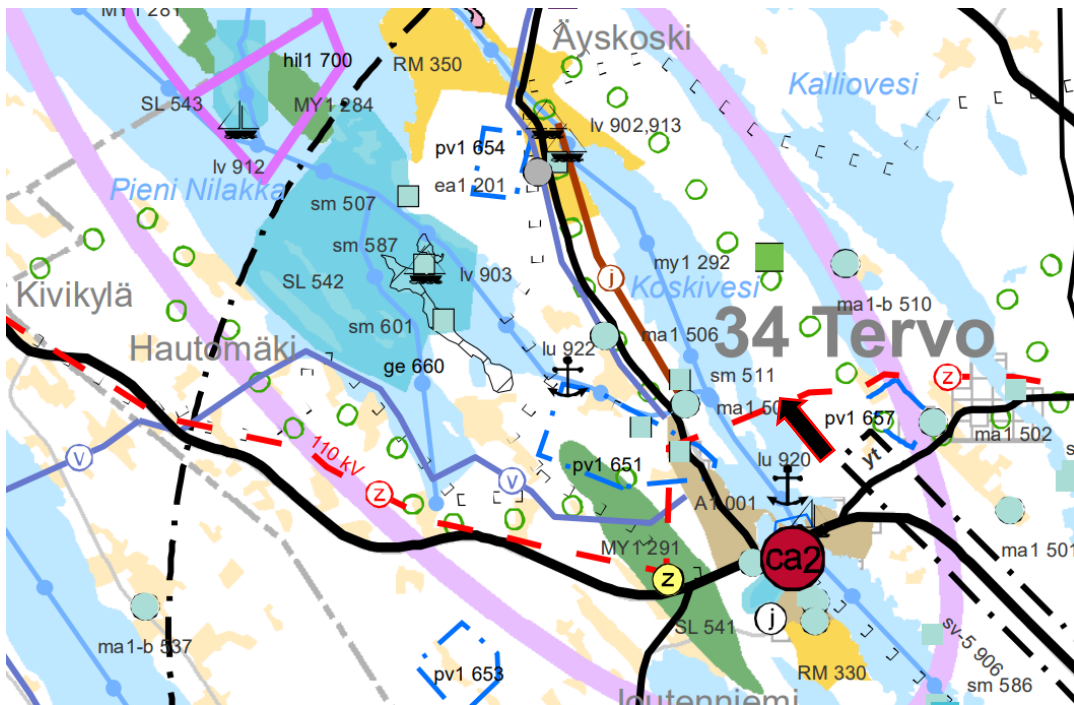 MY1 281
Äyskoski
hil1 700
RM 350
Kalliovesi
SL 543
MY1 284
lv 902,913
pv1 654
lv 912
ea1 201
Pieni Nilakka
sm 507
sm 587
my1 292
SL 542
lv 903
j
Koskivesi
ma1-b 510
Kivikylä
sm 601
ma1 506
34 Tervo
Hautomäki
lu 922
ge 660
sm 511
z
ma1 50
pv1 657
ma1 502
110 kV
v
v
pv1 651
lu 920
yt
z
A1 001
MY1 291
ca2
ma1 501
z
j
SL 541
ma1-b 537
sv-5 906
pv1 653
RM 330
sm 586
Joutenniemi